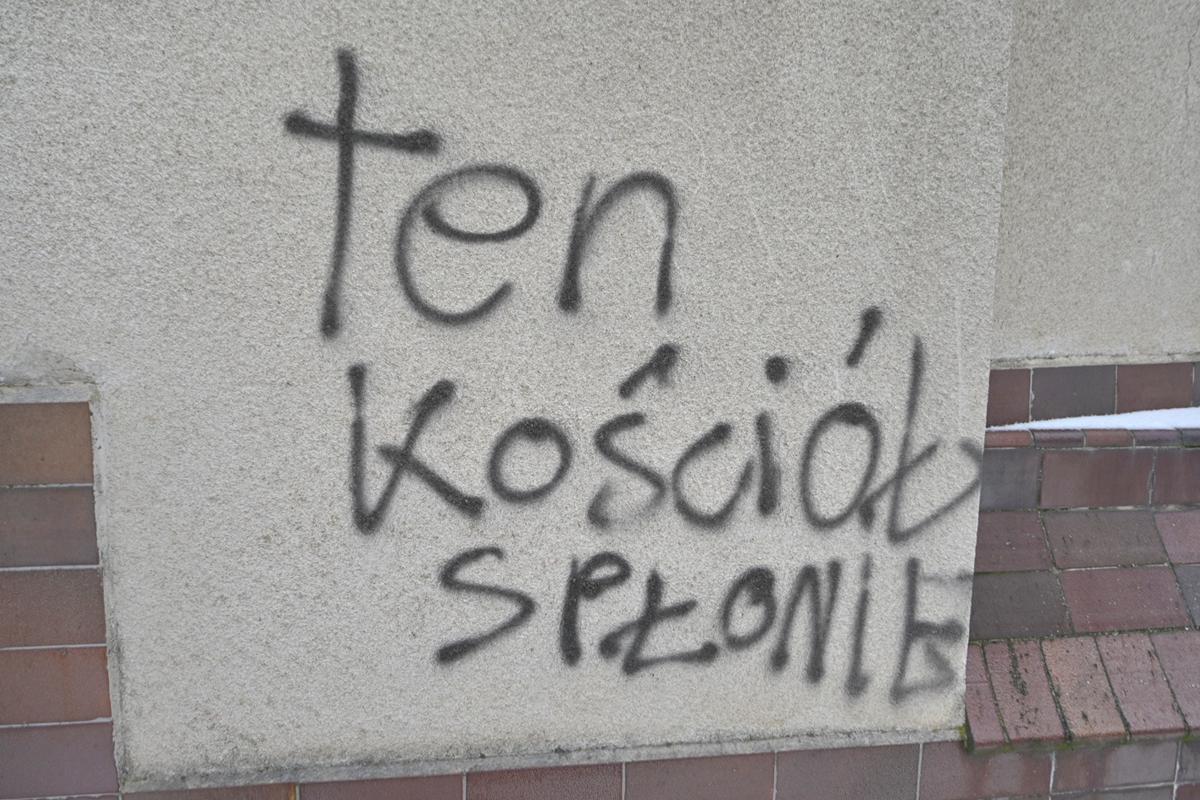 ten
kościół
SPŁONIE